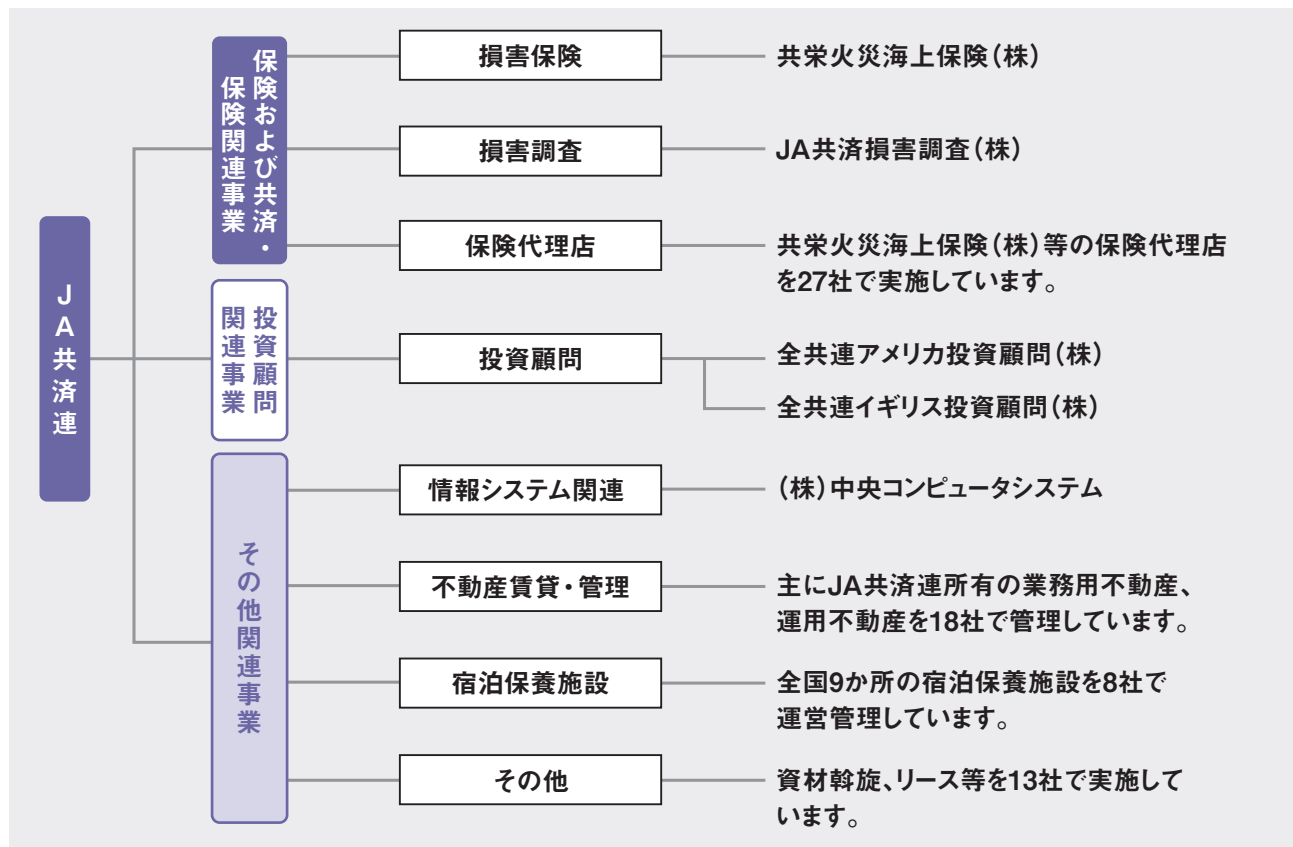 JA共済連
保険および共済・
保険関連事業
損害保険
共栄火災海上保険(株)
損害調査
JA共済損害調査(株)
保険代理店
共栄火災海上保険(株)等の保険代理店
を27社で実施しています。
投資顧問
関連事業
投資顧問
全共連アメリカ投資顧問(株)
全共連イギリス投資顧問(株)
その他関連事業
情報システム関連
(株)中央コンピュータシステム
不動産賃貸・管理
主にJA共済連所有の業務用不動産、
運用不動産を18社で管理しています。
宿泊保養施設
全国9か所の宿泊保養施設を8社で
運営管理しています。
その他
資材斡旋、リース等を13社で実施して
います。